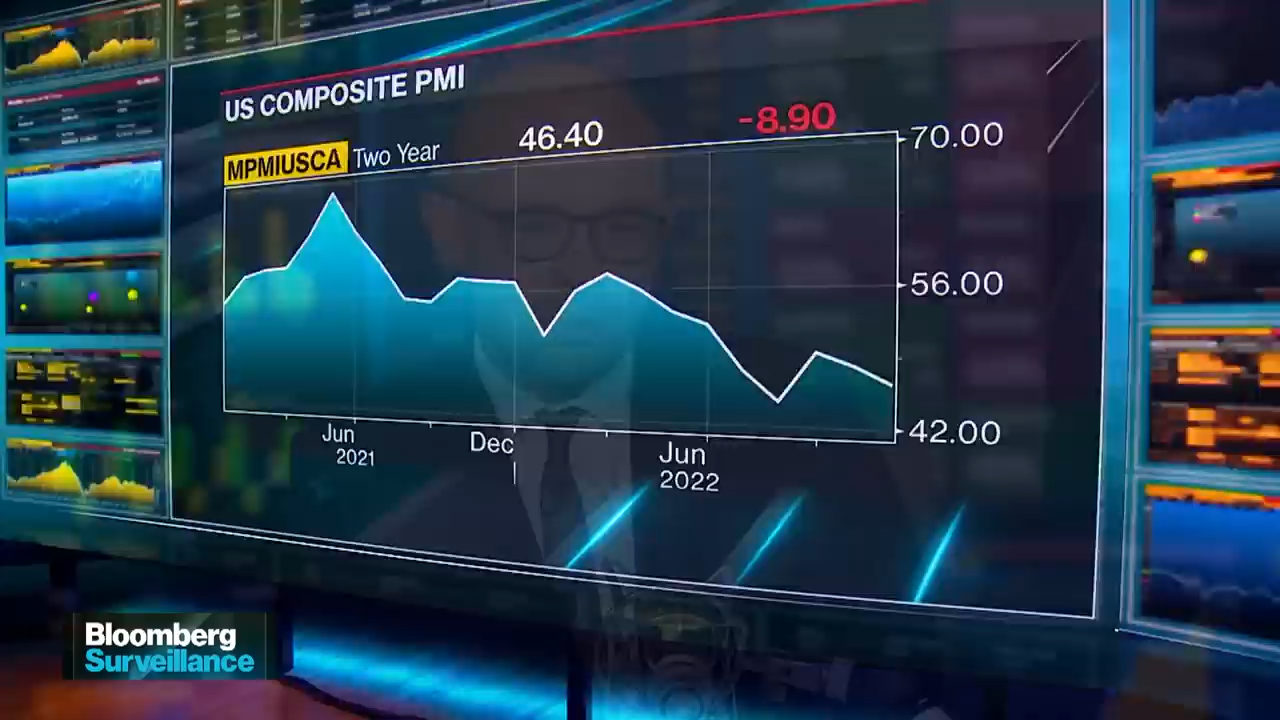 US COMPOSITE PMI
46.40
-8.90
MPMIUSCA Two Year
70.00
56.00
42.00
Jun
2021
Dec
Jun
2022
Bloomberg
Surveillance